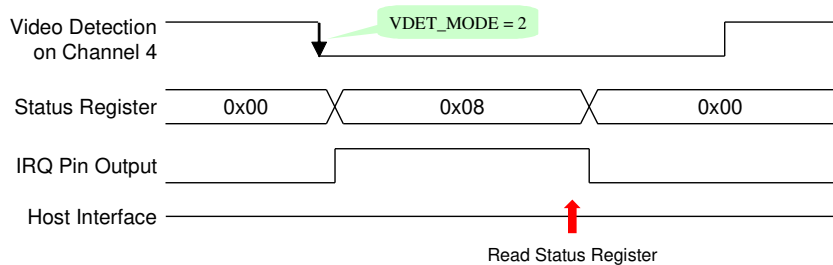 Video Detection
on Channel 4
VDET_MODE = 2
Status Register
0x00
0x08
0x00
IRQ Pin Output
Host Interface
Read Status Register